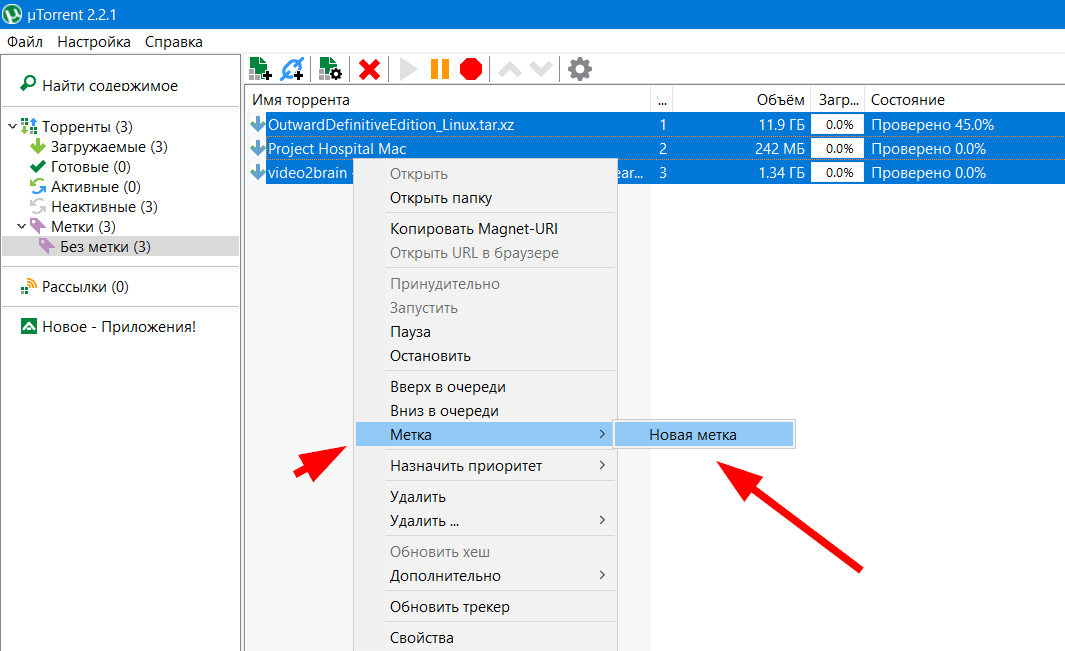 µTorrent 2.2.1
Файл Настройка Справка
Найти содержимое
Торренты (3)
Загружаемые (3)
Готовые (0)
Активные (0)
Неактивные (3)
Метки (3)
Без метки (3)
Рассылки (0)
Новое - Приложения!
Имя торрента ... Объём Загр... Состояние
OutwardDefinitiveEdition_Linux.tar.xz 1 11.9 ГБ 0.0% Проверено 45.0%
Project Hospital Mac 2 242 МБ 0.0% Проверено 0.0%
video2brain - ear... 3 1.34 ГБ 0.0% Проверено 0.0%
Открыть
Открыть папку
Копировать Magnet-URI
Открыть URL в браузере
Принудительно
Запустить
Пауза
Остановить
Вверх в очереди
Вниз в очереди
Метка
Новая метка
Назначить приоритет
Удалить
Удалить ...
Обновить хеш
Дополнительно
Обновить трекер
Свойства